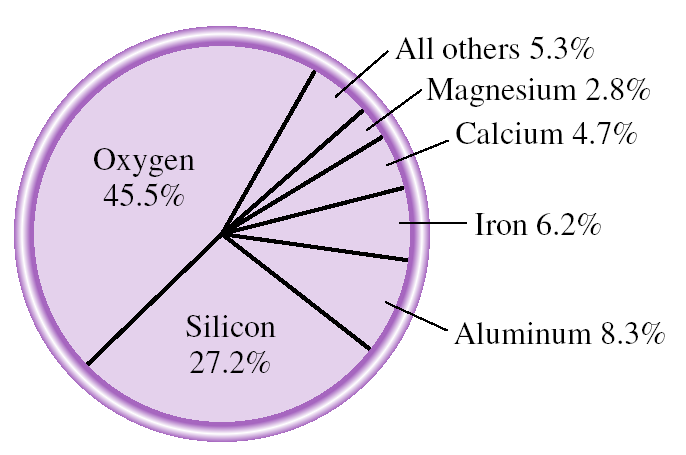 All others 5.3%
Magnesium 2.8%
Calcium 4.7%
Oxygen
45.5%
Iron 6.2%
Silicon
27.2%
Aluminum 8.3%